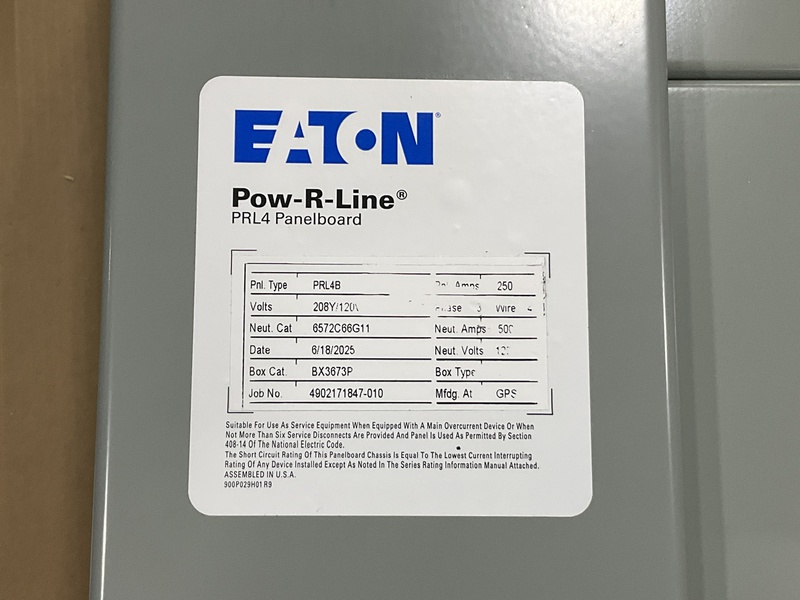 EATON®
Pow-R-Line®
PRL4 Panelboard
Pnl. Type PRL4B Pnl. Amps 250
Volts 208Y/120V Phase 3 Wire 4
Neut. Cat 6572C66G11 Neut. Amps 500
Date 6/18/2025 Neut. Volts
Box Cat. BX3673P Box Type
Job No. 4902171847-010 Mfdg. At GPS
Suitable For Use As Service Equipment When Equipped With A Main Overcurrent Device Or When
Not More Than Six Service Disconnects Are Provided And Panel Is Used As Permitted By Section
408-14 Of The National Electric Code.
The Short Circuit Rating Of This Panelboard Chassis Is Equal To The Lowest Current Interrupting
Rating Of Any Device Installed Except As Noted In The Series Rating Information Manual Attached.
ASSEMBLED IN U.S.A.
900P029H01 R9